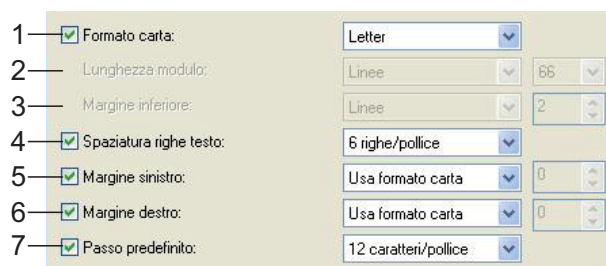 1 Formato carta: Letter
2 Lunghezza modulo: Linee 66
3 Margine inferiore: Linee 2
4 Spaziatura righe testo: 6 righe/pollice
5 Margine sinistro: Usa formato carta 0
6 Margine destro: Usa formato carta 0
7 Passo predefinito: 12 caratteri/pollice